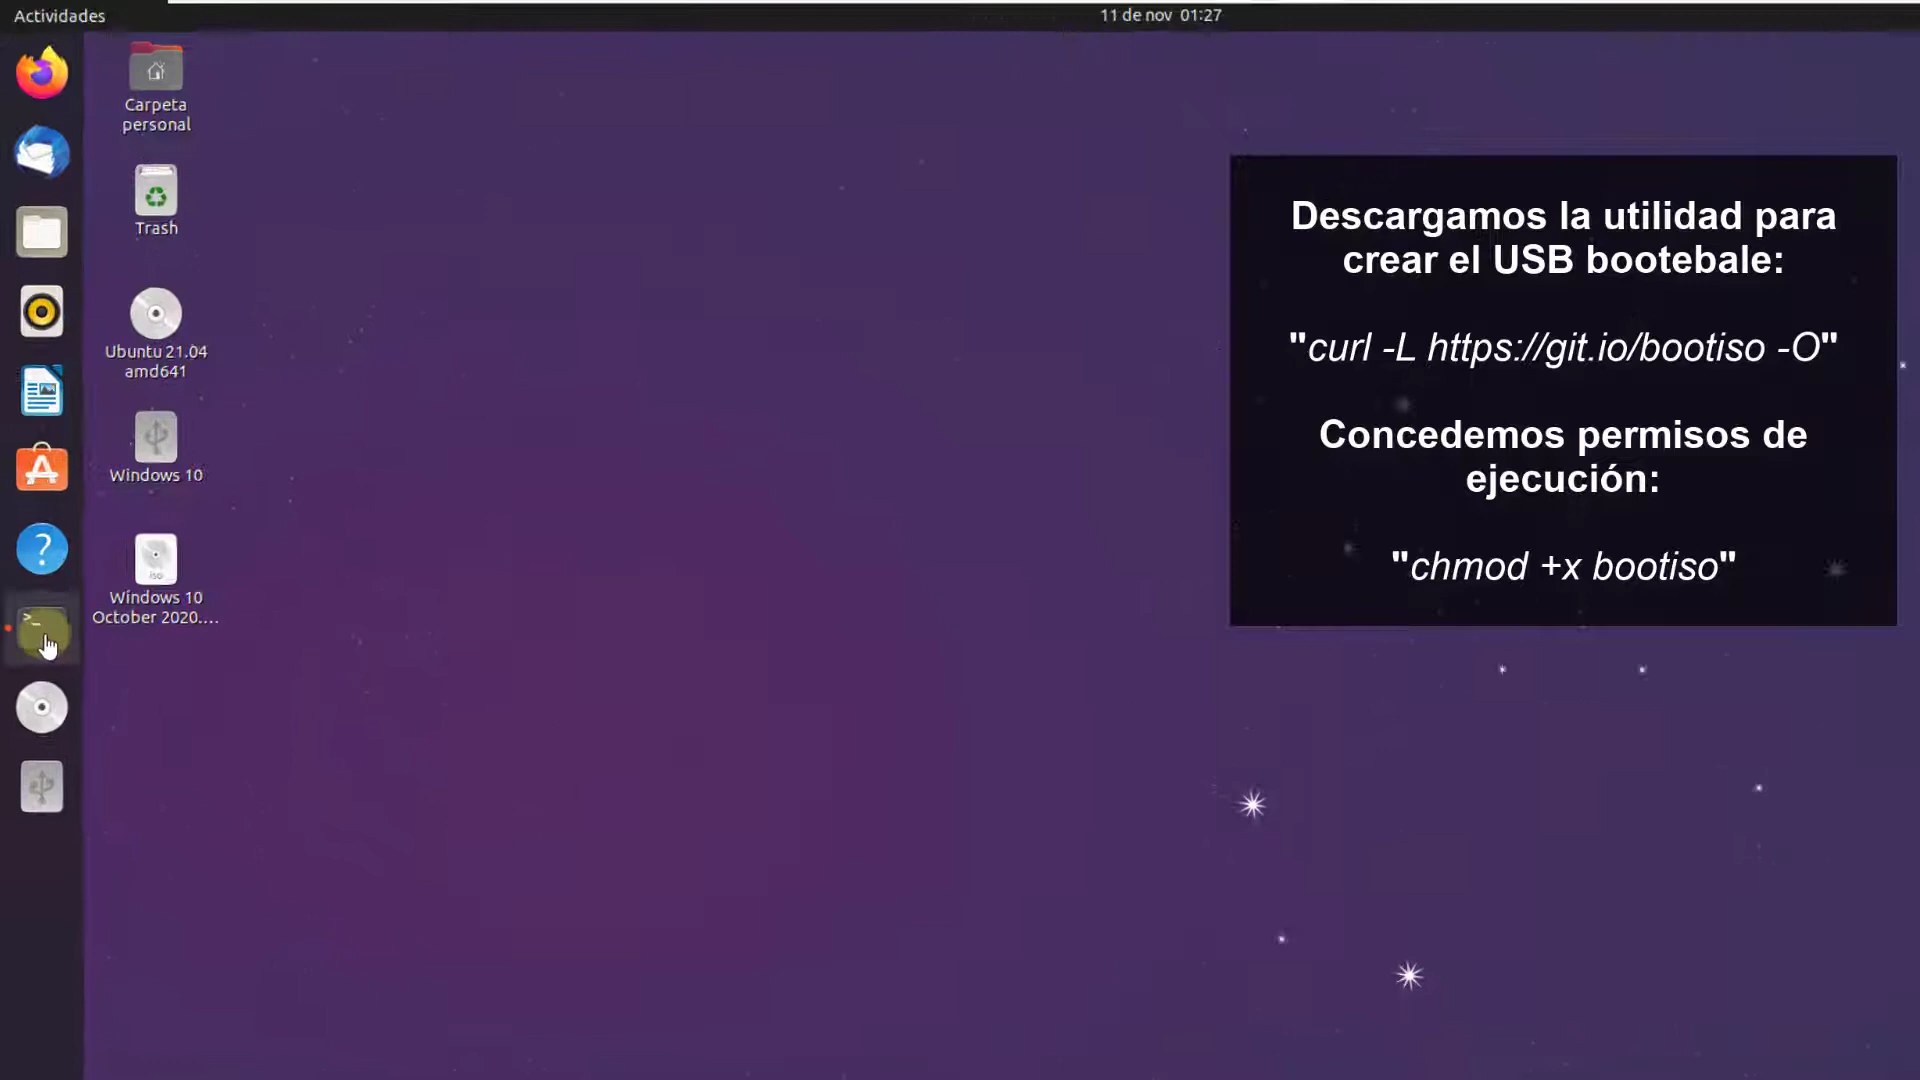 Actividades
11 de nov 01:27
Carpeta
personal
Trash
Ubuntu 21.04
amd641
Windows 10
iso
Windows 10
October 2020....
Descargamos la utilidad para
crear el USB bootebale:
"curl -L https://git.io/bootiso -O"
Concedemos permisos de
ejecución:
"chmod +x bootiso"